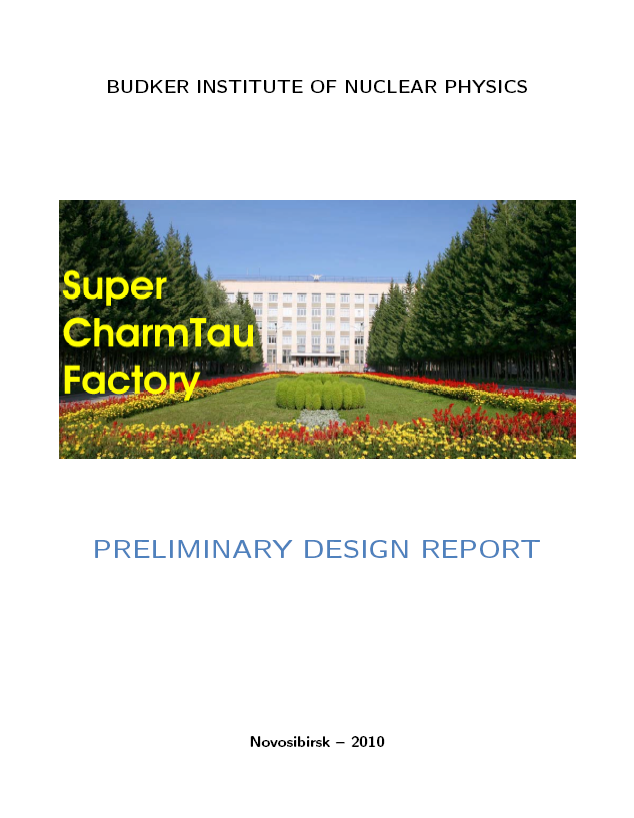 BUDKER INSTITUTE OF NUCLEAR PHYSICS
Super
CharmTau
Factory
PRELIMINARY DESIGN REPORT
Novosibirsk – 2010